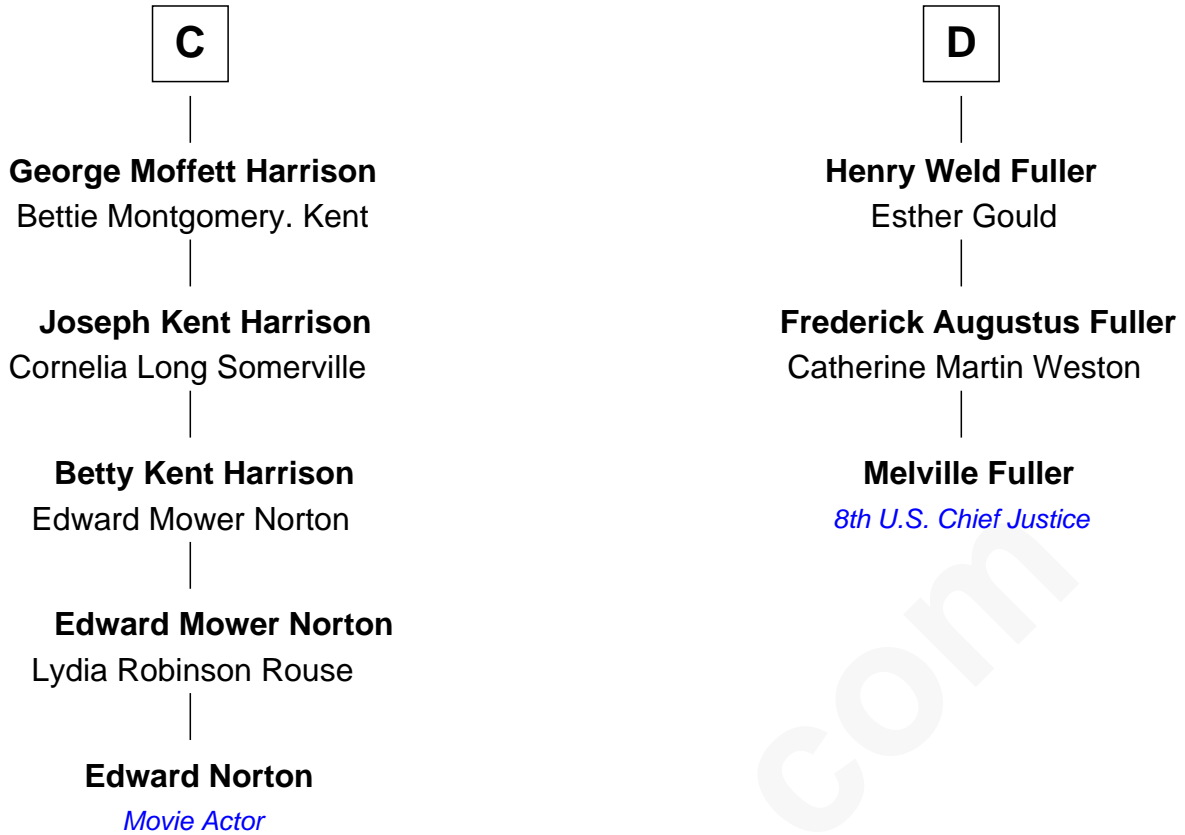 C
George Moffett Harrison
Bettie Montgomery. Kent
Joseph Kent Harrison
Cornelia Long Somerville
Betty Kent Harrison
Edward Mower Norton
Edward Mower Norton
Lydia Robinson Rouse
Edward Norton
Movie Actor
D
Henry Weld Fuller
Esther Gould
Frederick Augustus Fuller
Catherine Martin Weston
Melville Fuller
8th U.S. Chief Justice
com